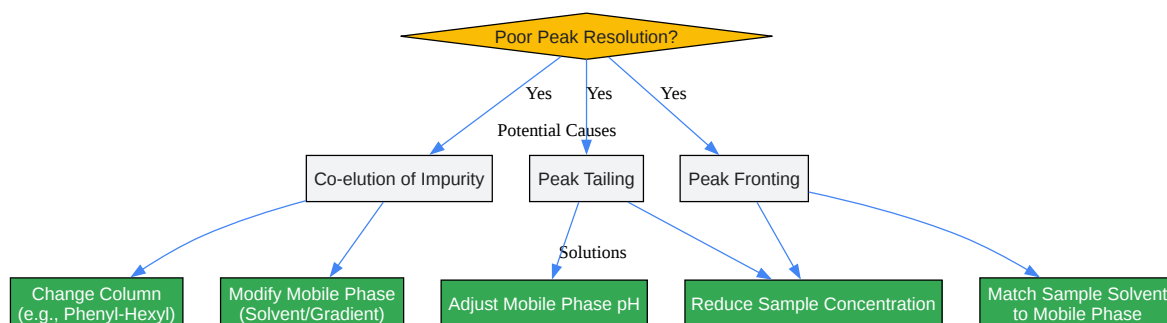 Poor Peak Resolution?
Yes
Yes
Yes
Potential Causes
Co-elution of Impurity
Peak Tailing
Peak Fronting
Solutions
Change Column
(e.g., Phenyl-Hexyl)
Modify Mobile Phase
(Solvent/Gradient)
Adjust Mobile Phase pH
Reduce Sample Concentration
Match Sample Solvent
to Mobile Phase